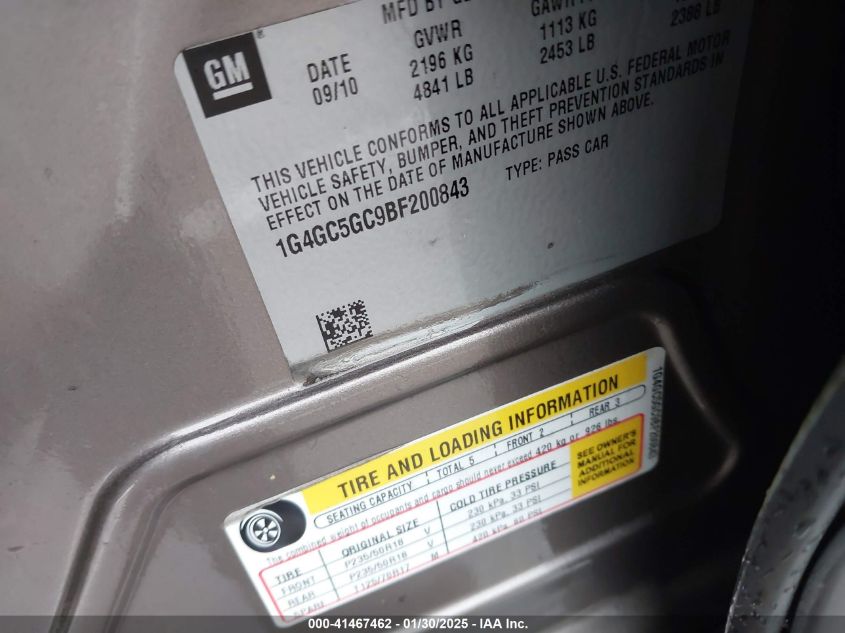 GM
MFD BY
DATE GVWR
09/10 2196 KG 1113 KG
4841 LB 2453 LB 2388 LB
THIS VEHICLE CONFORMS TO ALL APPLICABLE U.S. FEDERAL MOTOR
VEHICLE SAFETY, BUMPER, AND THEFT PREVENTION STANDARDS IN
EFFECT ON THE DATE OF MANUFACTURE SHOWN ABOVE.
1G4GC5GC9BF200843 TYPE: PASS CAR
TIRE AND LOADING INFORMATION
SEATING CAPACITY TOTAL 5 FRONT 2 REAR 3
The combined weight of occupants and cargo should never exceed 420 kg or 926 lbs.
TIRE ORIGINAL SIZE COLD TIRE PRESSURE
FRONT P235/50R18 V 230 kPa, 33 PSI
REAR P235/50R18 V 230 kPa, 33 PSI
SPARE T125/70R17 M 420 kPa, 60 PSI
SEE OWNER'S
MANUAL FOR
ADDITIONAL
INFORMATION
000-41467462 - 01/30/2025 - IAA Inc.